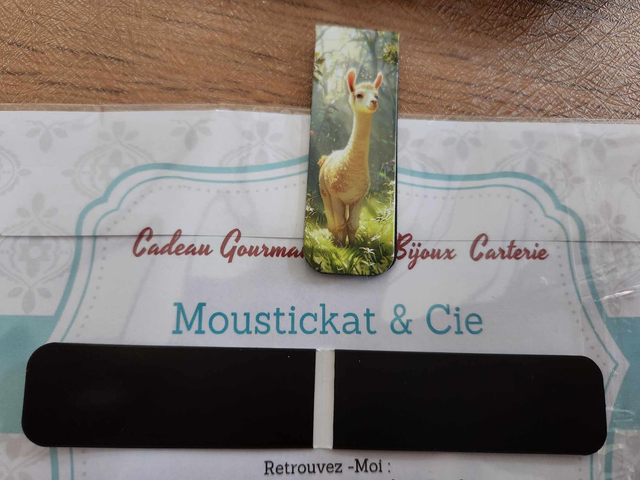 Cadeau Gourma Bijoux Carterie
Moustickat & Cie
Retrouvez -Moi :